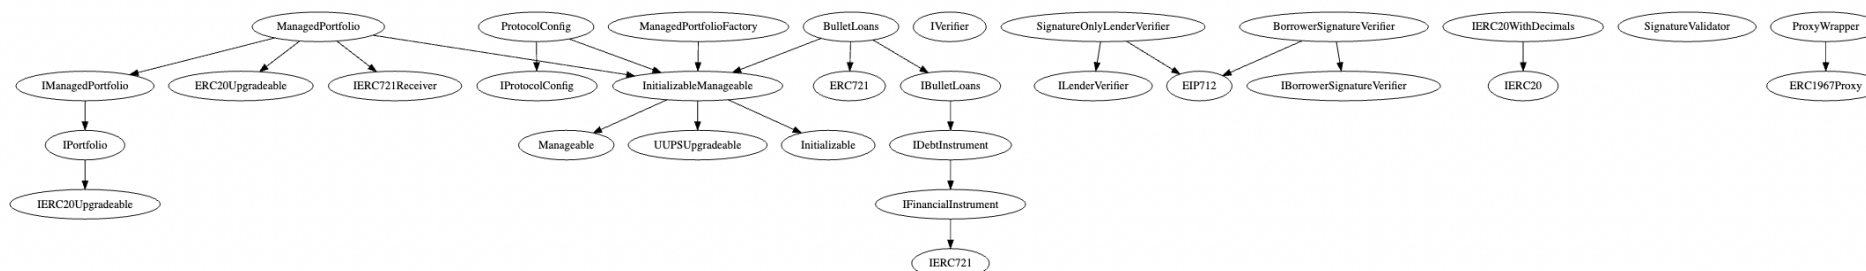 ManagedPortfolio
ProtocolConfig
ManagedPortfolioFactory
BulletLoans
IVerifier
SignatureOnlyLenderVerifier
BorrowerSignatureVerifier
IERC20WithDecimals
SignatureValidator
ProxyWrapper
IManagedPortfolio
ERC20Upgradeable
IERC721Receiver
IProtocolConfig
InitializableManageable
ERC721
IBulletLoans
ILenderVerifier
EIP712
IBorrowerSignatureVerifier
IERC20
ERC1967Proxy
IPortfolio
Manageable
UUPSUpgradeable
Initializable
IDebtInstrument
IERC20Upgradeable
IFinancialInstrument
IERC721